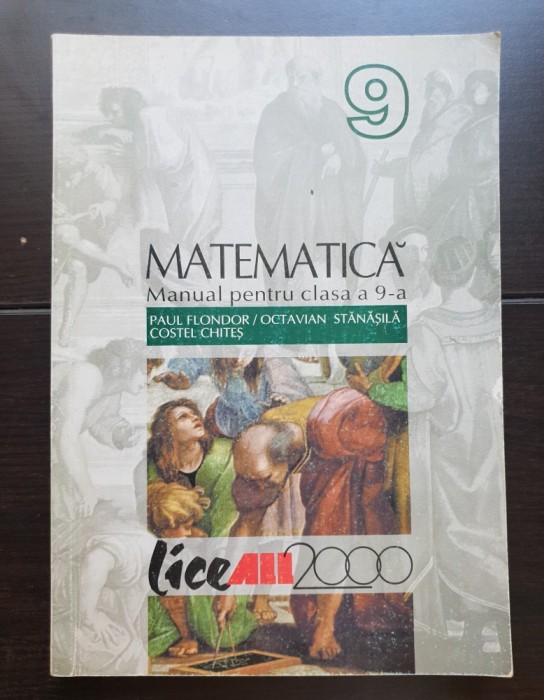 9
MATEMATICĂ
Manual pentru clasa a 9-a
PAUL FLONDOR/OCTAVIAN STĂNĂȘILĂ
COSTEL CHITEȘ
liceALL2000